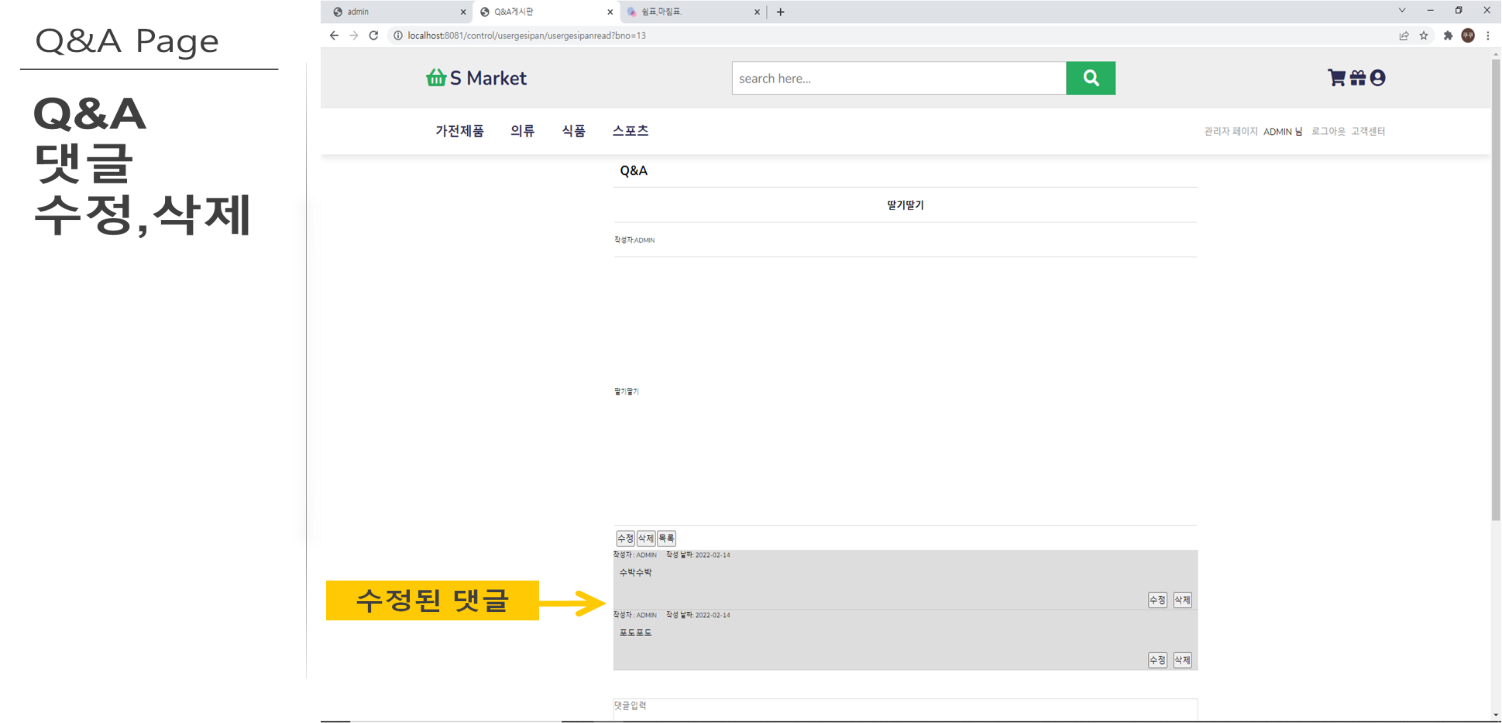 Q&A Page
Q&A
댓글
수정,삭제
admin
Q&A게시판
쉼표,마침표.
localhost:8081/control/usergesipan/usergesipanread?bno=13
S Market
search here...
가전제품 의류 식품 스포츠
관리자 페이지 ADMIN 님 로그아웃 고객센터
Q&A
딸기딸기
작성자:ADMIN
딸기딸기
수정 삭제 목록
작성자 : ADMIN 작성 날짜: 2022-02-14
수박수박
수정 삭제
수정된 댓글
작성자 : ADMIN 작성 날짜: 2022-02-14
포도포도
수정 삭제
댓글입력